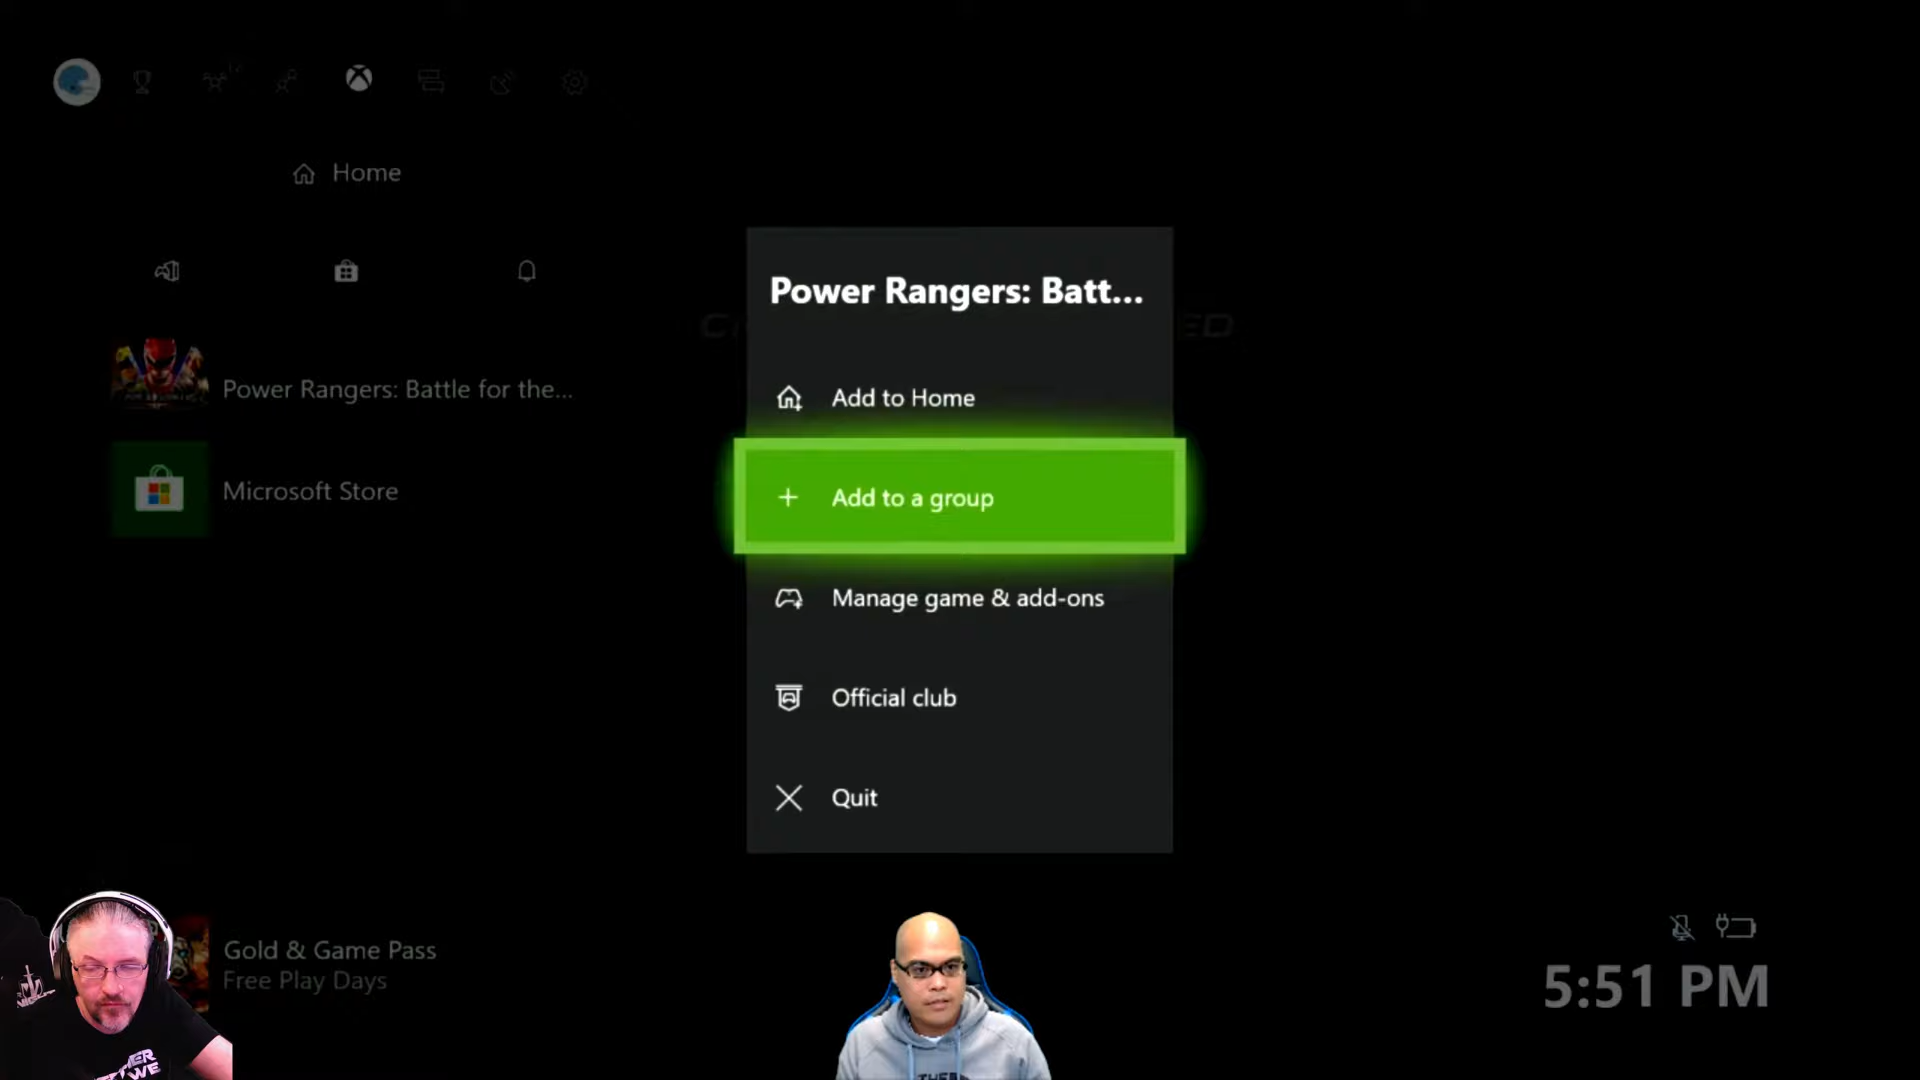 Home
Power Rangers: Battle for the...
Microsoft Store
Power Rangers: Batt...
Add to Home
Add to a group
Manage game & add-ons
Official club
Quit
Gold & Game Pass
Free Play Days
5:51 PM